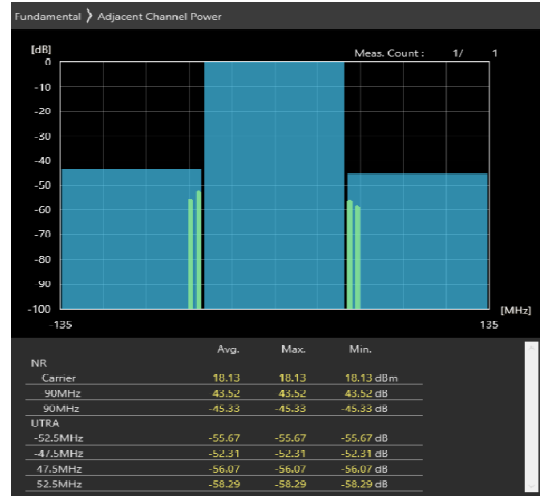 Fundamental 》 Adjacent Channel Power
[dB]
Meas. Count : 1/ 1
0
-10
-20
-30
-40
-50
-60
-70
-80
90
-100
[MHz]
-135 135
Avg. Max. Min.
NR
Carrier 18.13 18.13 18.13 dBm
90MHz 43.52 43.52 43.52 dB
90MHz -45.33 -45.33 -45.33 dB
UTRA
-52.5MHz -55.67 -55.67 -55.67 dB
-47.5MHz -52.31 -52.31 -52.31 dB
47.5MHz -56.07 -56.07 -56.07 dB
52.5MHz -58.29 -58.29 -58.29 dB